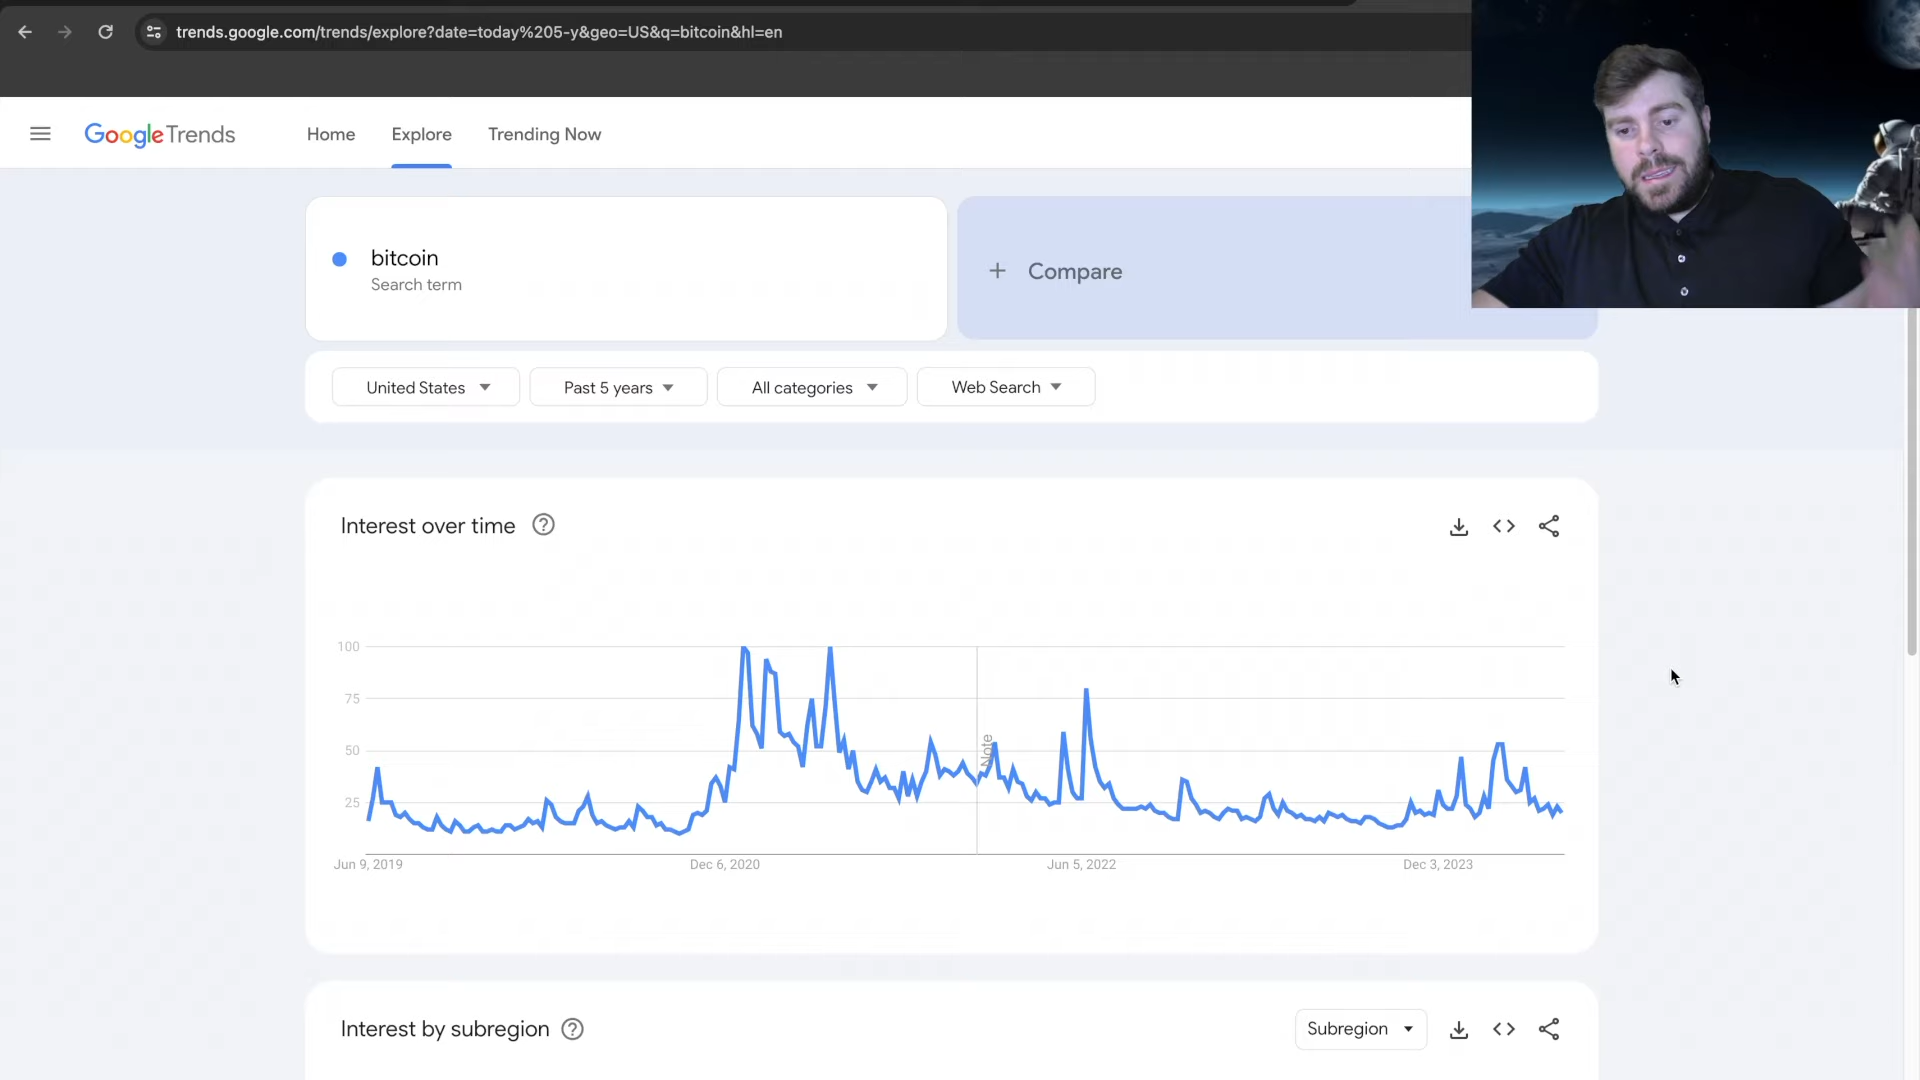 trends.google.com/trends/explore?date=today%205-y&geo=US&q=bitcoin&hl=en
Google Trends
Home
Explore
Trending Now
bitcoin
Search term
+ Compare
United States
Past 5 years
All categories
Web Search
Interest over time
100
75
50
25
Note
Jun 9, 2019
Dec 6, 2020
Jun 5, 2022
Dec 3, 2023
Interest by subregion
Subregion